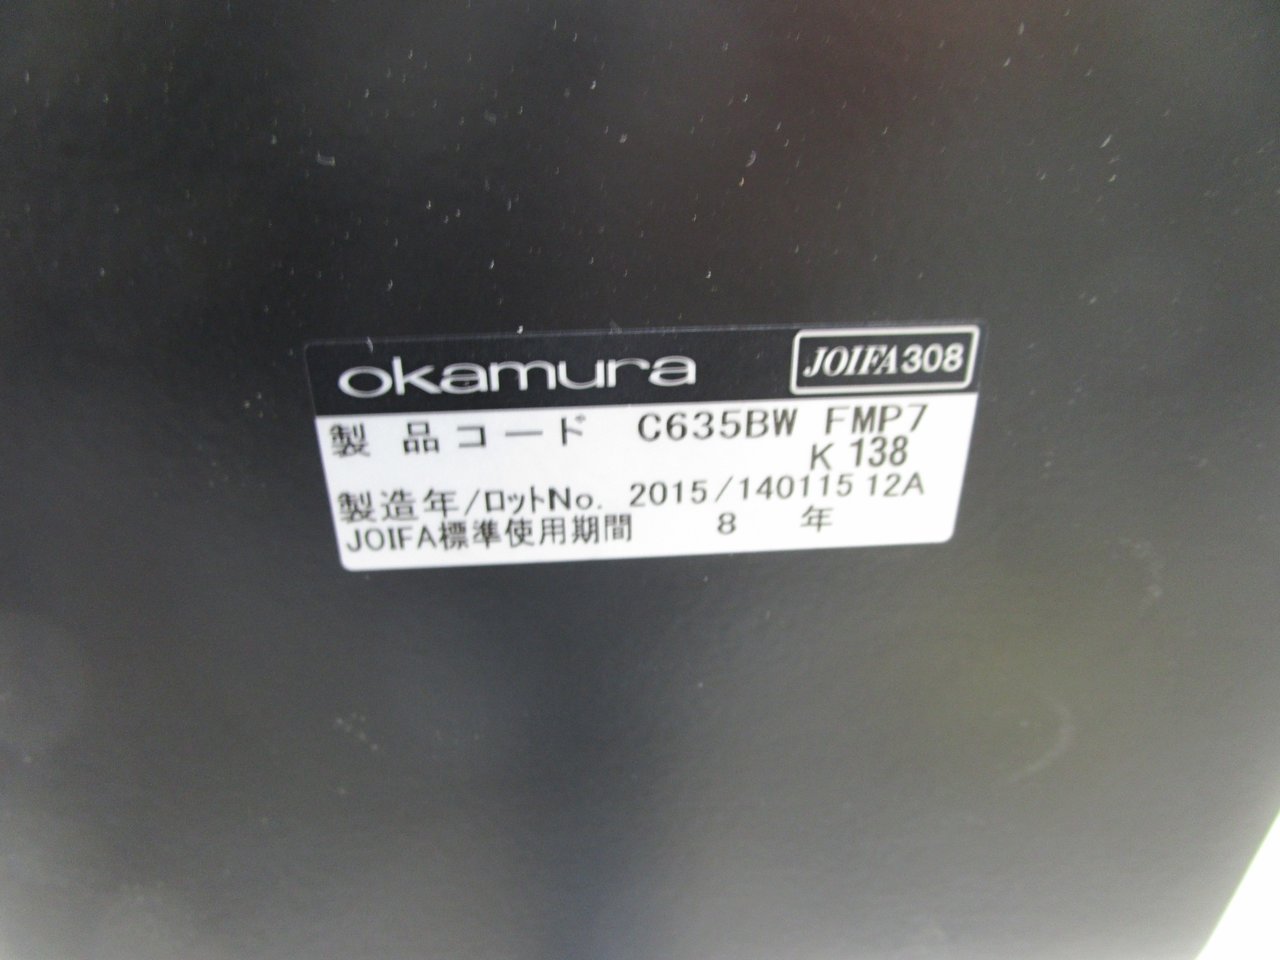 okamura JOIFA308
製品コード C635BW FMP7
K 138
製造年/ロットNo. 2015/140115 12A
JOIFA標準使用期間 8 年